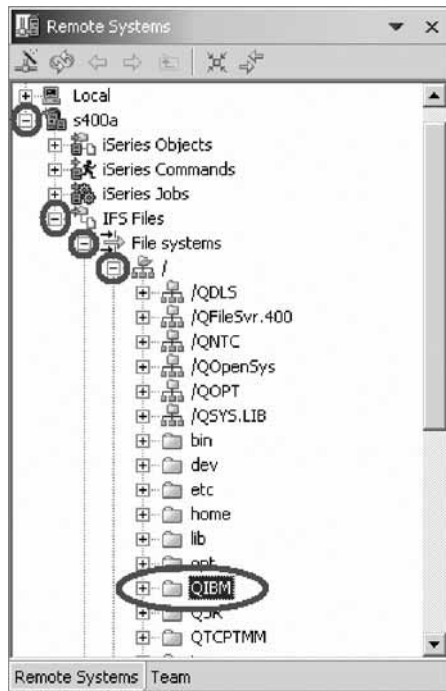 Remote Systems
Local
s400a
iSeries Objects
iSeries Commands
iSeries Jobs
IFS Files
File systems
/
/QDLS
/QFileSvr.400
/QNTC
/QOpenSys
/QOPT
/QSYS.LIB
bin
dev
etc
home
lib
opt
QIBM
QTCPTMM
Remote Systems Team